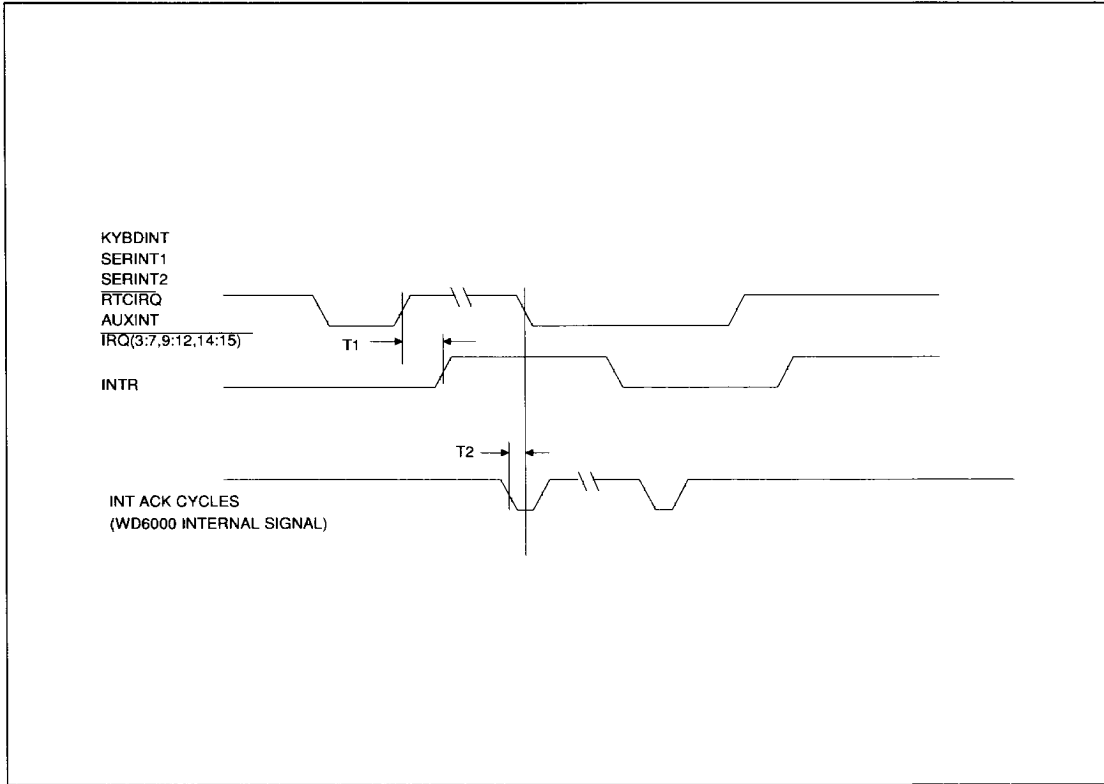 KYBDINT
SERINT1
SERINT2
RTCIRQ
AUXINT
IRQ(3:7,9:12,14:15)
T1
INTR
T2
INT ACK CYCLES
(WD6000 INTERNAL SIGNAL)